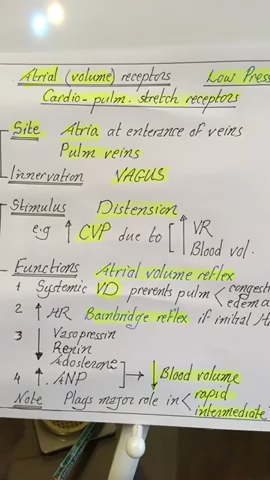 Atrial (volume) receptors Low Press
Cardio-pulm. stretch receptors
Site Atria at enterance of veins
Pulm veins
Innervation VAGUS
Stimulus Distension
e.g ↑ CVP due to [ ↑ VR
Blood vol.
Functions Atrial volume reflex
1 Systemic VD prevents pulm < congesti
edema
2 ↑ HR Bambridge reflex if initial H
3 ↓ Vasopressin
Renin
Adosterone
4 ↑ ANP ] → ↓ Blood volume
Note Plays major role in < rapid
intermediate